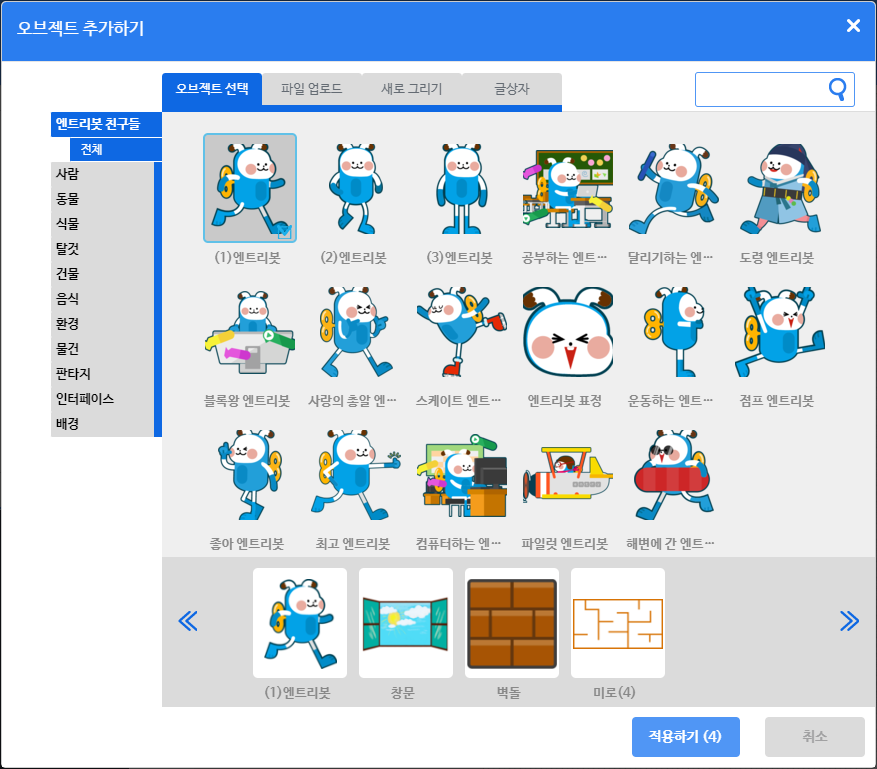 오브젝트 추가하기
오브젝트 선택
파일 업로드
새로 그리기
글상자
엔트리봇 친구들
전체
사람
동물
식물
탈것
건물
음식
환경
물건
판타지
인터페이스
배경
(1)엔트리봇
(2)엔트리봇
(3)엔트리봇
공부하는 엔트…
달리기하는 엔…
도령 엔트리봇
블록왕 엔트리봇
사랑의 총알 엔…
스케이트 엔트…
엔트리봇 표정
운동하는 엔트…
점프 엔트리봇
좋아 엔트리봇
최고 엔트리봇
컴퓨터하는 엔…
파일럿 엔트리봇
해변에 간 엔트…
(1)엔트리봇
창문
벽돌
미로(4)
적용하기 (4)
취소